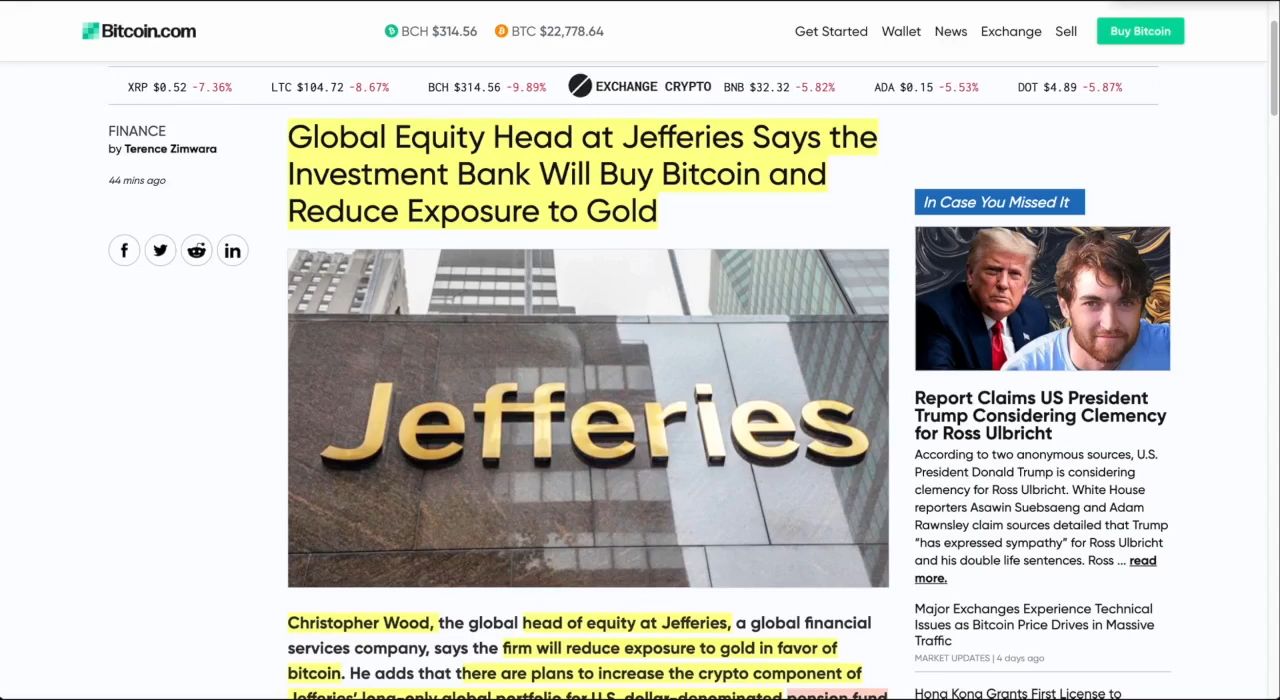 Bitcoin.com
BCH $314.56 BTC $22,778.64
Get Started Wallet News Exchange Sell Buy Bitcoin
XRP $0.52 -7.36% LTC $104.72 -8.67% BCH $314.56 -9.89% EXCHANGE CRYPTO BNB $32.32 -5.82% ADA $0.15 -5.53% DOT $4.89 -5.87%
FINANCE
by Terence Zimwara
44 mins ago
Global Equity Head at Jefferies Says the
Investment Bank Will Buy Bitcoin and
Reduce Exposure to Gold
Jefferies
Christopher Wood, the global head of equity at Jefferies, a global financial
services company, says the firm will reduce exposure to gold in favor of
bitcoin. He adds that there are plans to increase the crypto component of
Jefferies' long-only global portfolio for U.S. dollar-denominated pension fund
In Case You Missed It
Report Claims US President
Trump Considering Clemency
for Ross Ulbricht
According to two anonymous sources, U.S.
President Donald Trump is considering
clemency for Ross Ulbricht. White House
reporters Asawin Suebsaeng and Adam
Rawnsley claim sources detailed that Trump
“has expressed sympathy” for Ross Ulbricht
and his double life sentences. Ross ... read
more.
Major Exchanges Experience Technical
Issues as Bitcoin Price Drives in Massive
Traffic
MARKET UPDATES | 4 days ago
Hong Kong Grants First License to